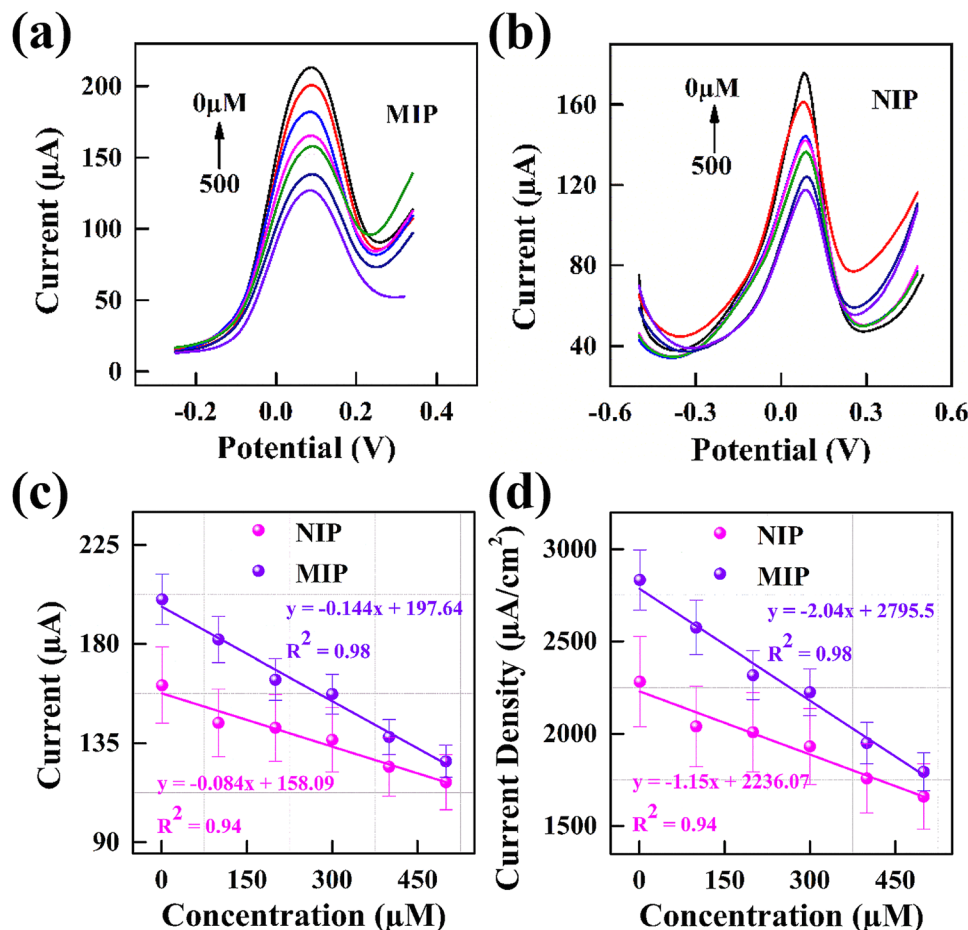 (a)
Current (µA)
200
150
100
50
0
0µM
500
MIP
-0.2
0.0
0.2
0.4
Potential (V)
(b)
Current (µA)
160
120
80
40
0µM
500
NIP
-0.6
-0.3
0.0
0.3
0.6
Potential (V)
(c)
Current (µA)
225
180
135
90
NIP
MIP
y = -0.144x + 197.64
R² = 0.98
y = -0.084x + 158.09
R² = 0.94
0
150
300
450
Concentration (µM)
(d)
Current Density (µA/cm²)
3000
2500
2000
1500
NIP
MIP
y = -2.04x + 2795.5
R² = 0.98
y = -1.15x + 2236.07
R² = 0.94
0
150
300
450
Concentration (µM)